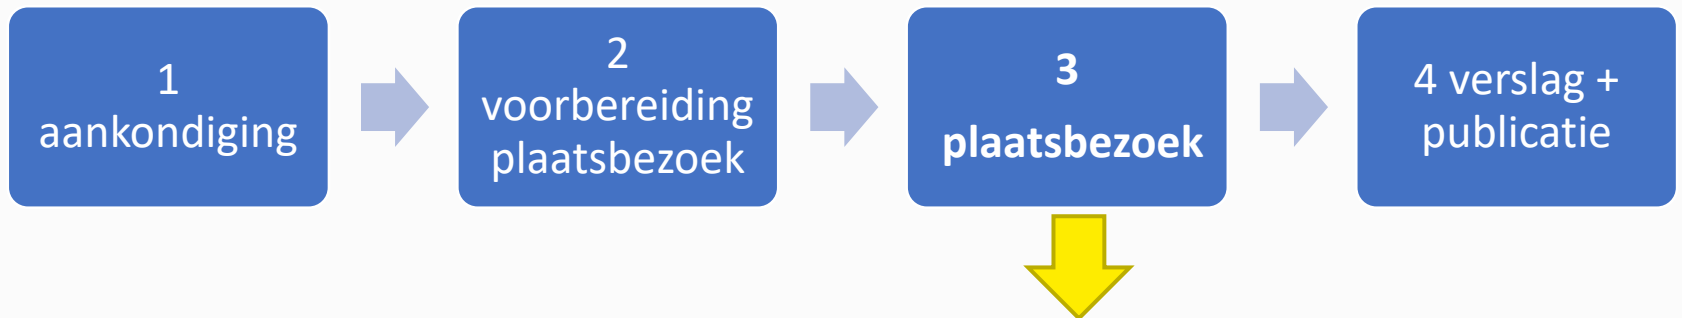 1
aankondiging
2
voorbereiding
plaatsbezoek
3
plaatsbezoek
4 verslag +
publicatie